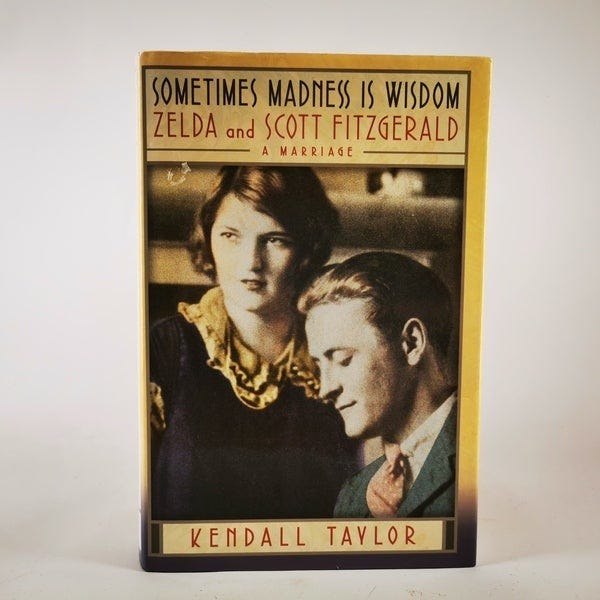 SOMETIMES MADNESS IS WISDOM
ZELDA and SCOTT FITZGERALD
A MARRIAGE
KENDALL TAYLOR